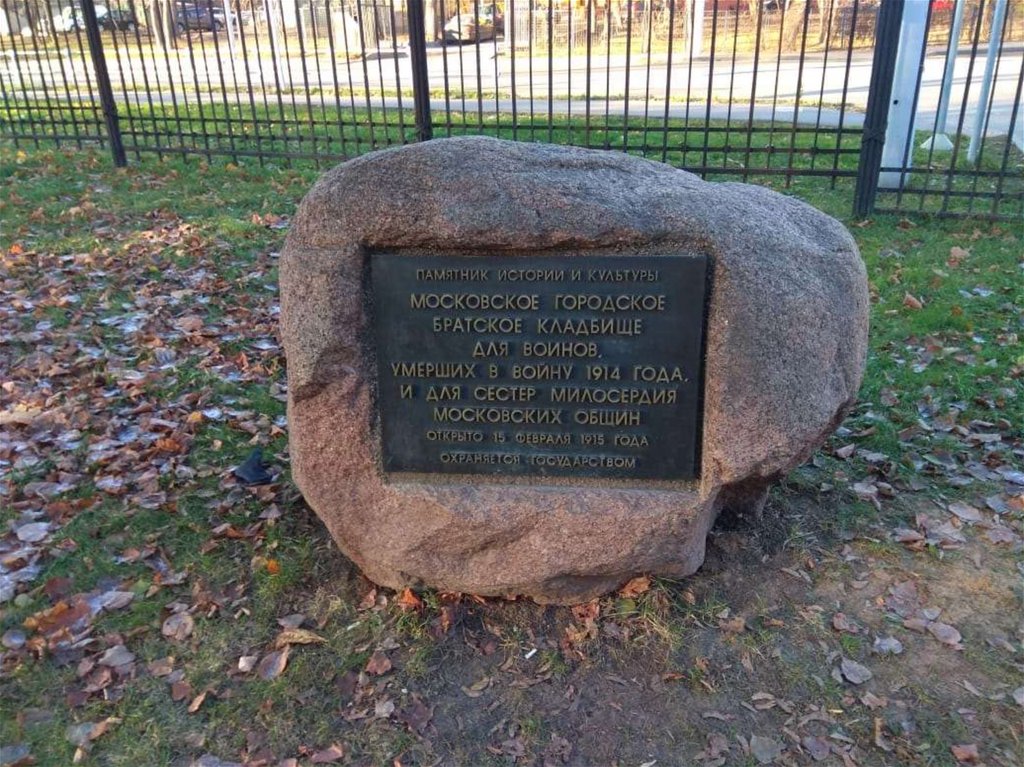 ПАМЯТНИК ИСТОРИИ И КУЛЬТУРЫ
МОСКОВСКОЕ ГОРОДСКОЕ
БРАТСКОЕ КЛАДБИЩЕ
ДЛЯ ВОИНОВ,
УМЕРШИХ В ВОЙНУ 1914 ГОДА,
И ДЛЯ СЕСТЕР МИЛОСЕРДИЯ
МОСКОВСКИХ ОБЩИН
ОТКРЫТО 15 ФЕВРАЛЯ 1915 ГОДА
ОХРАНЯЕТСЯ ГОСУДАРСТВОМ